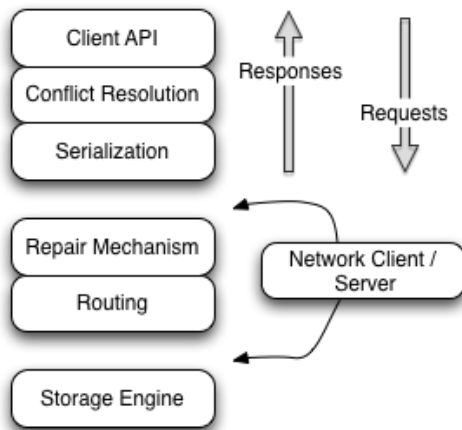 Client API
Conflict Resolution
Serialization
Responses
Requests
Repair Mechanism
Routing
Network Client /
Server
Storage Engine